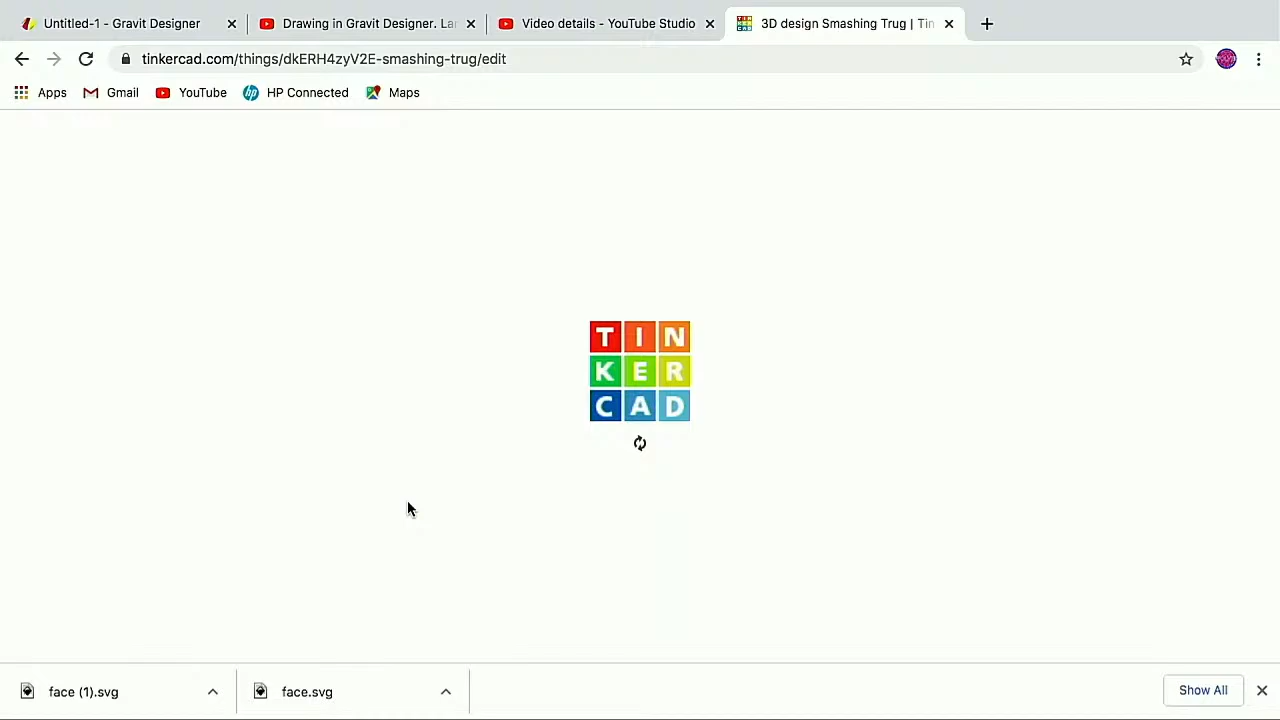 Untitled-1 - Gravit Designer
Drawing in Gravit Designer. La
Video details - YouTube Studio
3D design Smashing Trug | Tin
tinkercad.com/things/dkERH4zyV2E-smashing-trug/edit
Apps
Gmail
YouTube
HP Connected
Maps
TIN
KER
CAD
face (1).svg
face.svg
Show All